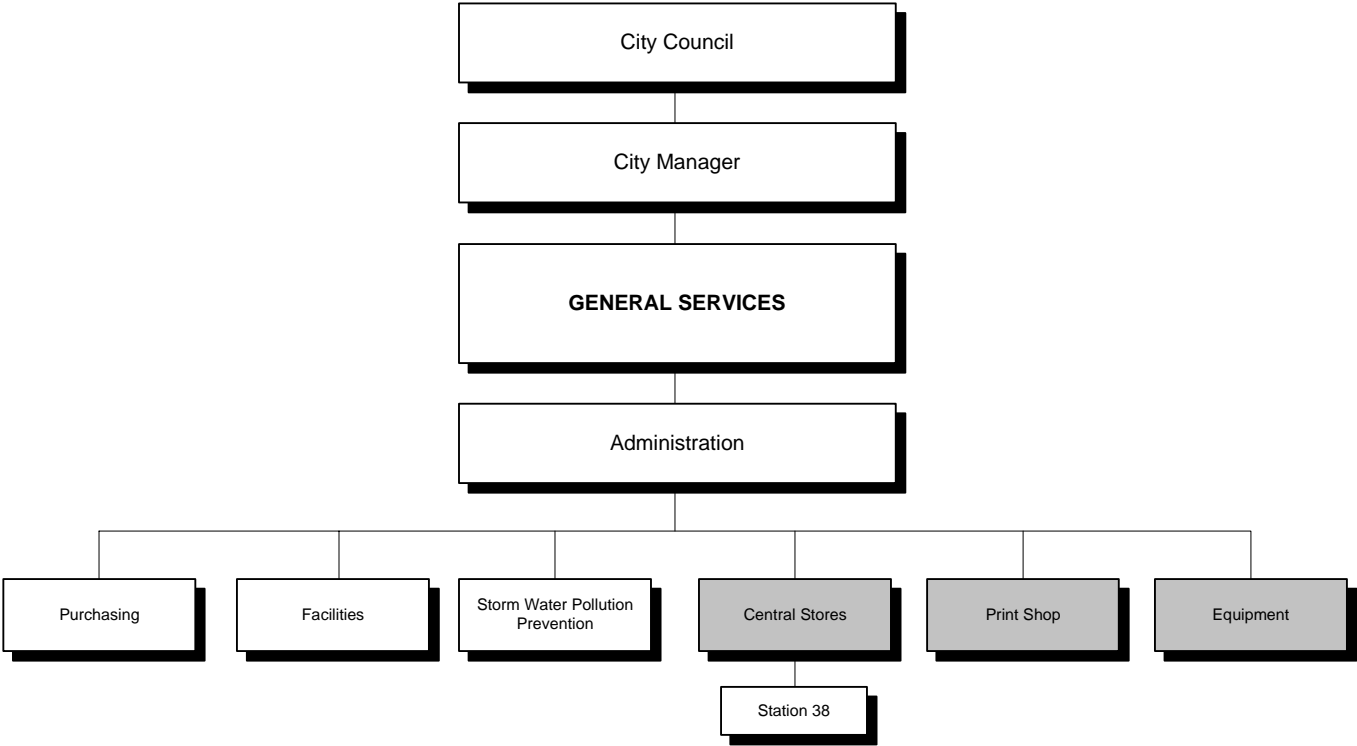 City Council
City Manager
GENERAL SERVICES
Administration
Purchasing
Facilities
Storm Water Pollution
Prevention
Central Stores
Print Shop
Equipment
Station 38